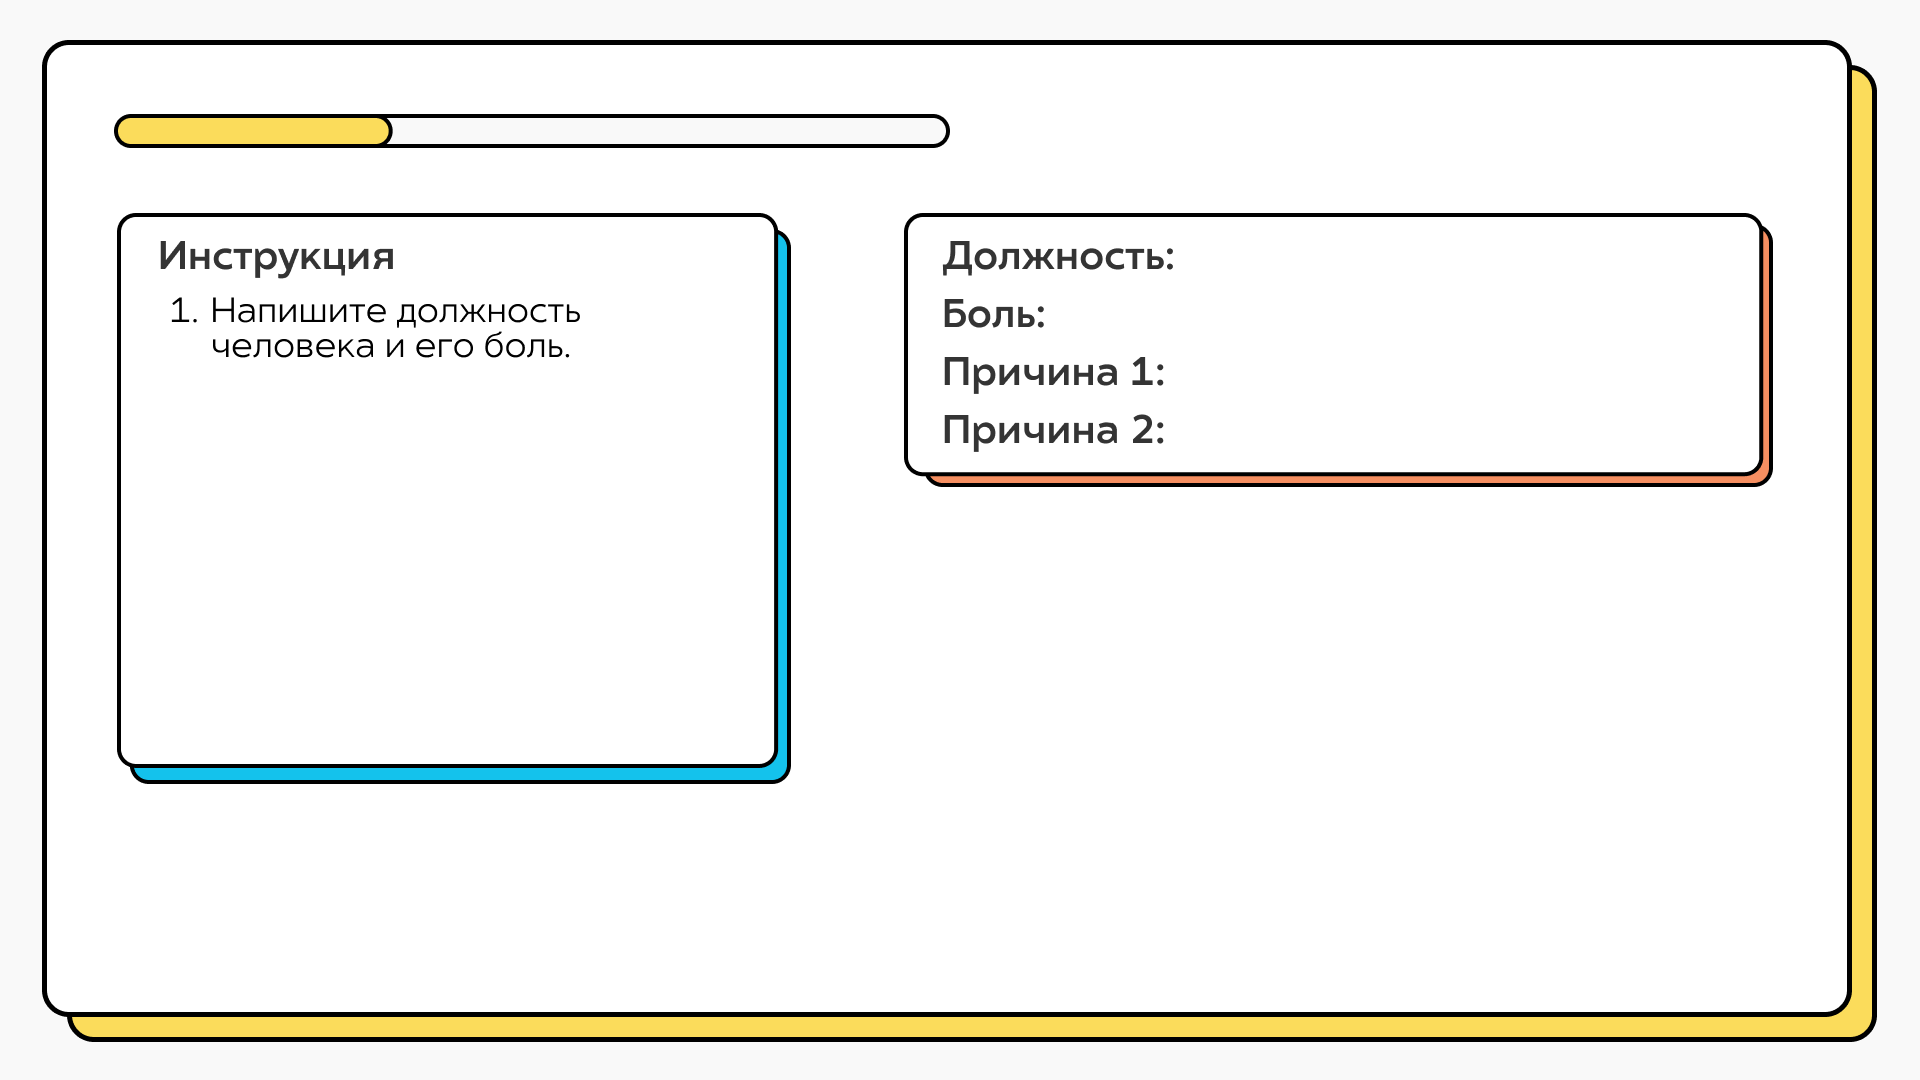 Инструкция
1. Напишите должность
человека и его боль.
Должность:
Боль:
Причина 1:
Причина 2: